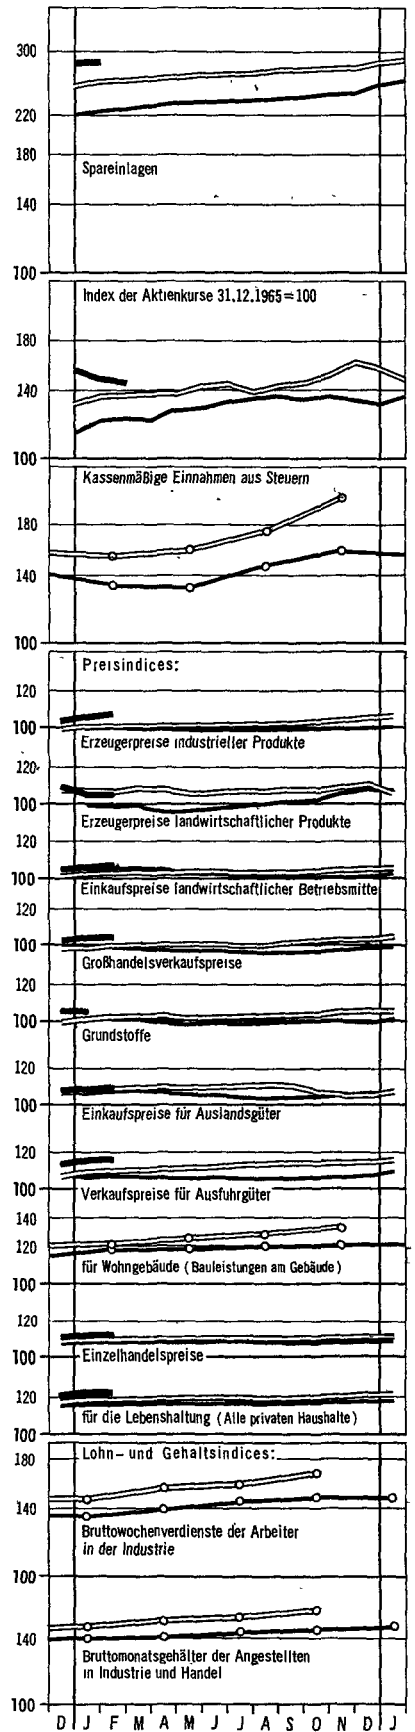 300
220
180
Spareinlagen
140
100
Index der Aktienkurse 31.12.1965=100
180
140
100
Kassenmäßige Einnahmen aus Steuern
180
140
100
Preisindices:
120
100
Erzeugerpreise industrieller Produkte
120
100
Erzeugerpreise landwirtschaftlicher Produkte
120
100
Einkaufspreise landwirtschaftlicher Betriebsmittel
120
100
Großhandelsverkaufspreise
120
100
Grundstoffe
120
100
Einkaufspreise für Auslandsgüter
120
100
Verkaufspreise für Ausfuhrgüter
140
120
für Wohngebäude (Bauleistungen am Gebäude)
100
120
100
Einzelhandelspreise
120
für die Lebenshaltung (Alle privaten Haushalte)
100
Lohn- und Gehaltsindices:
180
140
Bruttowochenverdienste der Arbeiter
in der Industrie
100
140
Bruttomonatsgehälter der Angestellten
in Industrie und Handel
100
D J F M A M J J A S O N D J